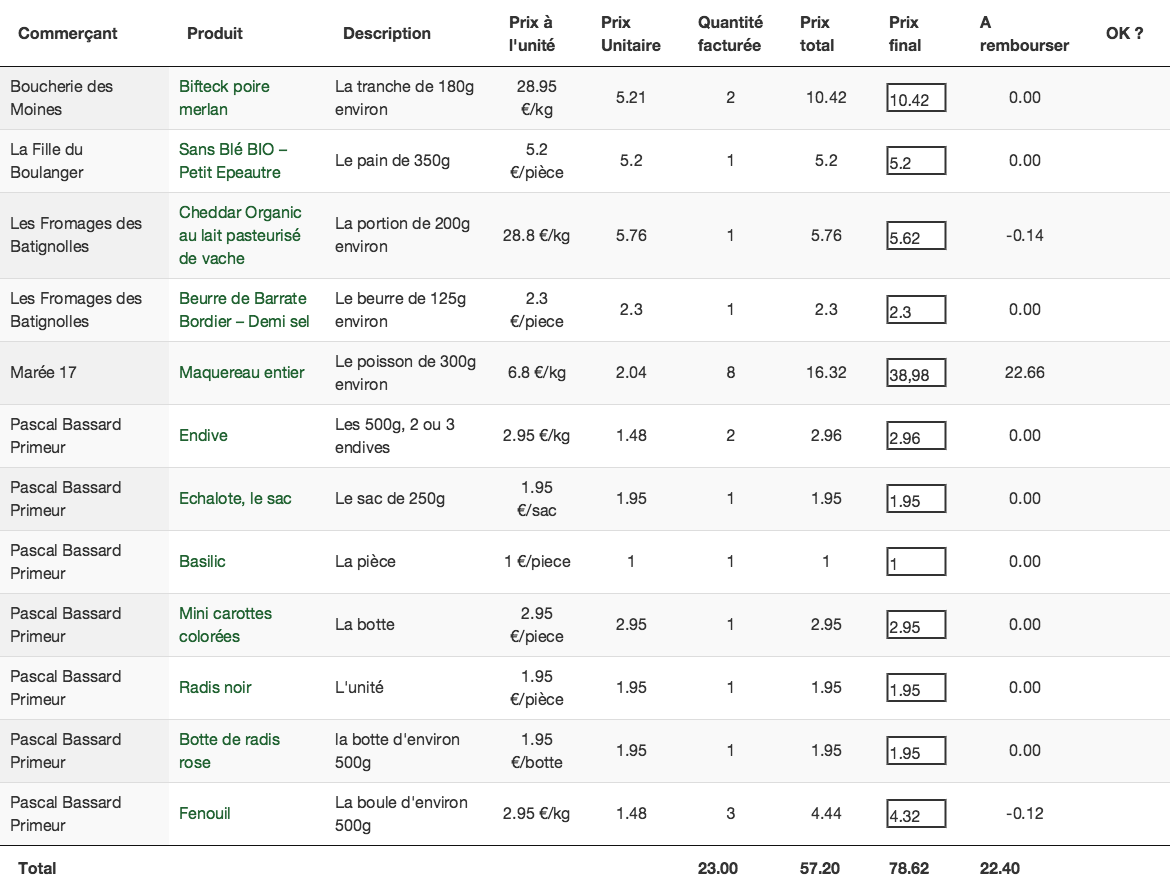 Commerçant Produit Description Prix à l'unité Prix Unitaire Quantité facturée Prix total Prix final A rembourser OK ?
Boucherie des Moines Bifteck poire merlan La tranche de 180g environ 28.95 €/kg 5.21 2 10.42 10.42 0.00
La Fille du Boulanger Sans Blé BIO – Petit Epeautre Le pain de 350g 5.2 €/pièce 5.2 1 5.2 5.2 0.00
Les Fromages des Batignolles Cheddar Organic au lait pasteurisé de vache La portion de 200g environ 28.8 €/kg 5.76 1 5.76 5.62 -0.14
Les Fromages des Batignolles Beurre de Barrate Bordier – Demi sel Le beurre de 125g environ 2.3 €/piece 2.3 1 2.3 2.3 0.00
Marée 17 Maquereau entier Le poisson de 300g environ 6.8 €/kg 2.04 8 16.32 38,98 22.66
Pascal Bassard Primeur Endive Les 500g, 2 ou 3 endives 2.95 €/kg 1.48 2 2.96 2.96 0.00
Pascal Bassard Primeur Echalote, le sac Le sac de 250g 1.95 €/sac 1.95 1 1.95 1.95 0.00
Pascal Bassard Primeur Basilic La pièce 1 €/piece 1 1 1 1 0.00
Pascal Bassard Primeur Mini carottes colorées La botte 2.95 €/piece 2.95 1 2.95 2.95 0.00
Pascal Bassard Primeur Radis noir L'unité 1.95 €/pièce 1.95 1 1.95 1.95 0.00
Pascal Bassard Primeur Botte de radis rose la botte d'environ 500g 1.95 €/botte 1.95 1 1.95 1.95 0.00
Pascal Bassard Primeur Fenouil La boule d'environ 500g 2.95 €/kg 1.48 3 4.44 4.32 -0.12
Total 23.00 57.20 78.62 22.40